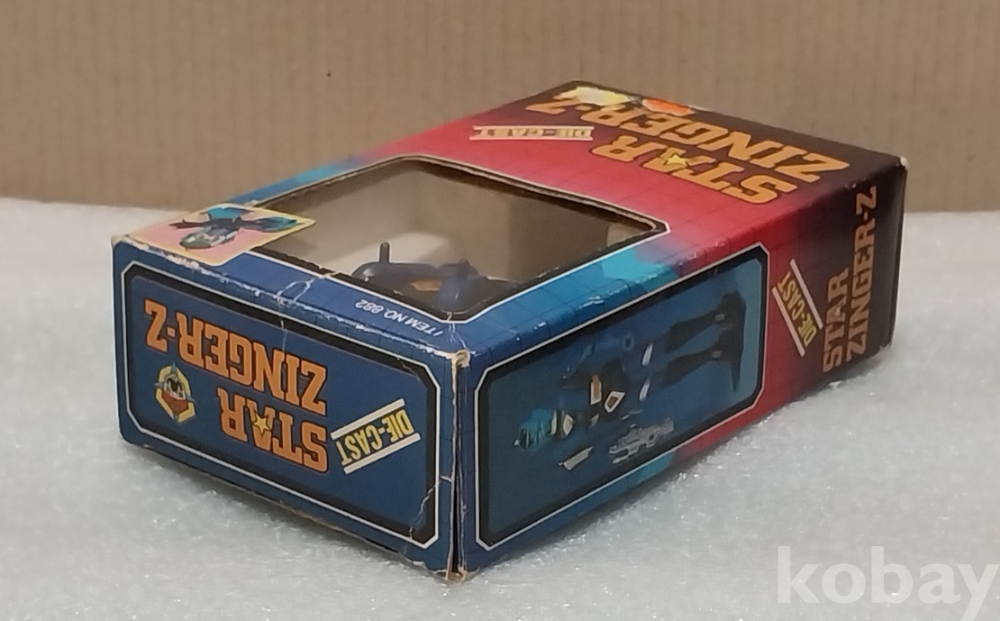 STAR
ZINGER-Z
DIE-CAST
ITEM NO. 882
STAR
ZINGER-Z
DIE-CAST
STAR
ZINGER-Z
DIE-CAST
kobay